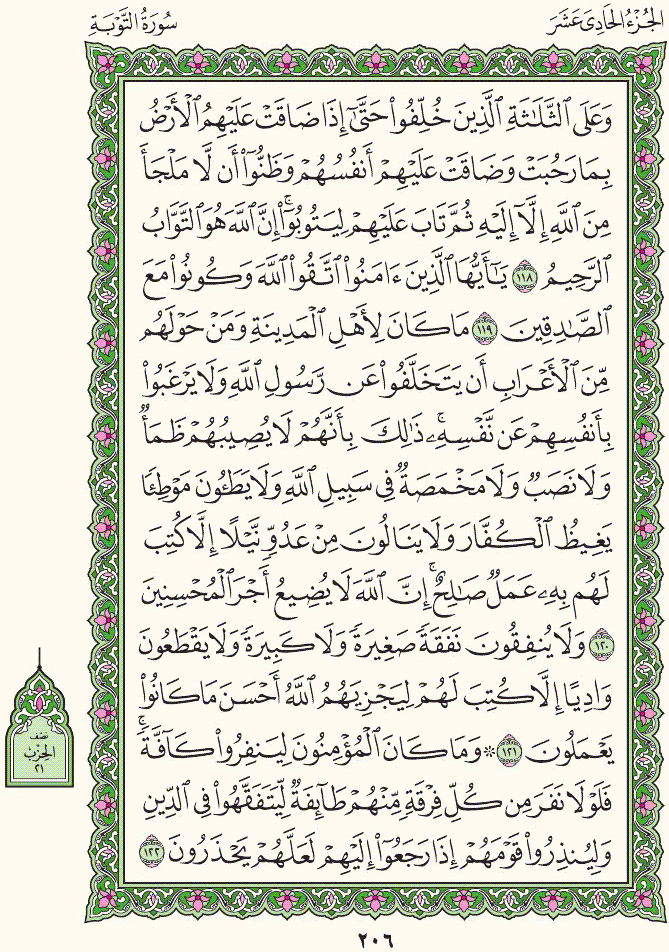 سُورَةُ التَّوْبَةِ
الجُزْءُ الحَادِي عَشَرَ
وَعَلَى ٱلثَّلَـٰثَةِ ٱلَّذِينَ خُلِّفُوا۟ حَتَّىٰٓ إِذَا ضَاقَتْ عَلَيْهِمُ ٱلْأَرْضُ
بِمَا رَحُبَتْ وَضَاقَتْ عَلَيْهِمْ أَنفُسُهُمْ وَظَنُّوٓا۟ أَن لَّا مَلْجَأَ
مِنَ ٱللَّهِ إِلَّآ إِلَيْهِ ثُمَّ تَابَ عَلَيْهِمْ لِيَتُوبُوٓا۟ ۚ إِنَّ ٱللَّهَ هُوَ ٱلتَّوَّابُ
ٱلرَّحِيمُ ١١٨ يَـٰٓأَيُّهَا ٱلَّذِينَ ءَامَنُوا۟ ٱتَّقُوا۟ ٱللَّهَ وَكُونُوا۟ مَعَ
ٱلصَّـٰدِقِينَ ١١٩ مَا كَانَ لِأَهْلِ ٱلْمَدِينَةِ وَمَنْ حَوْلَهُم
مِّنَ ٱلْأَعْرَابِ أَن يَتَخَلَّفُوا۟ عَن رَّسُولِ ٱللَّهِ وَلَا يَرْغَبُوا۟
بِأَنفُسِهِمْ عَن نَّفْسِهِۦ ۚ ذَٰلِكَ بِأَنَّهُمْ لَا يُصِيبُهُمْ ظَمَأٌ
وَلَا نَصَبٌ وَلَا مَخْمَصَةٌ فِى سَبِيلِ ٱللَّهِ وَلَا يَطَـُٔونَ مَوْطِئًا
يَغِيظُ ٱلْكُفَّارَ وَلَا يَنَالُونَ مِنْ عَدُوٍّ نَّيْلًا إِلَّا كُتِبَ
لَهُم بِهِۦ عَمَلٌ صَـٰلِحٌ ۚ إِنَّ ٱللَّهَ لَا يُضِيعُ أَجْرَ ٱلْمُحْسِنِينَ
١٢٠ وَلَا يُنفِقُونَ نَفَقَةً صَغِيرَةً وَلَا كَبِيرَةً وَلَا يَقْطَعُونَ
وَادِيًا إِلَّا كُتِبَ لَهُمْ لِيَجْزِيَهُمُ ٱللَّهُ أَحْسَنَ مَا كَانُوا۟
يَعْمَلُونَ ١٢١ ۞ وَمَا كَانَ ٱلْمُؤْمِنُونَ لِيَنفِرُوا۟ كَآفَّةً ۚ
فَلَوْلَا نَفَرَ مِن كُلِّ فِرْقَةٍ مِّنْهُمْ طَآئِفَةٌ لِّيَتَفَقَّهُوا۟ فِى ٱلدِّينِ
وَلِيُنذِرُوا۟ قَوْمَهُمْ إِذَا رَجَعُوٓا۟ إِلَيْهِمْ لَعَلَّهُمْ يَحْذَرُونَ ١٢٢
نصف
الحزب
٢١
٢٠٦